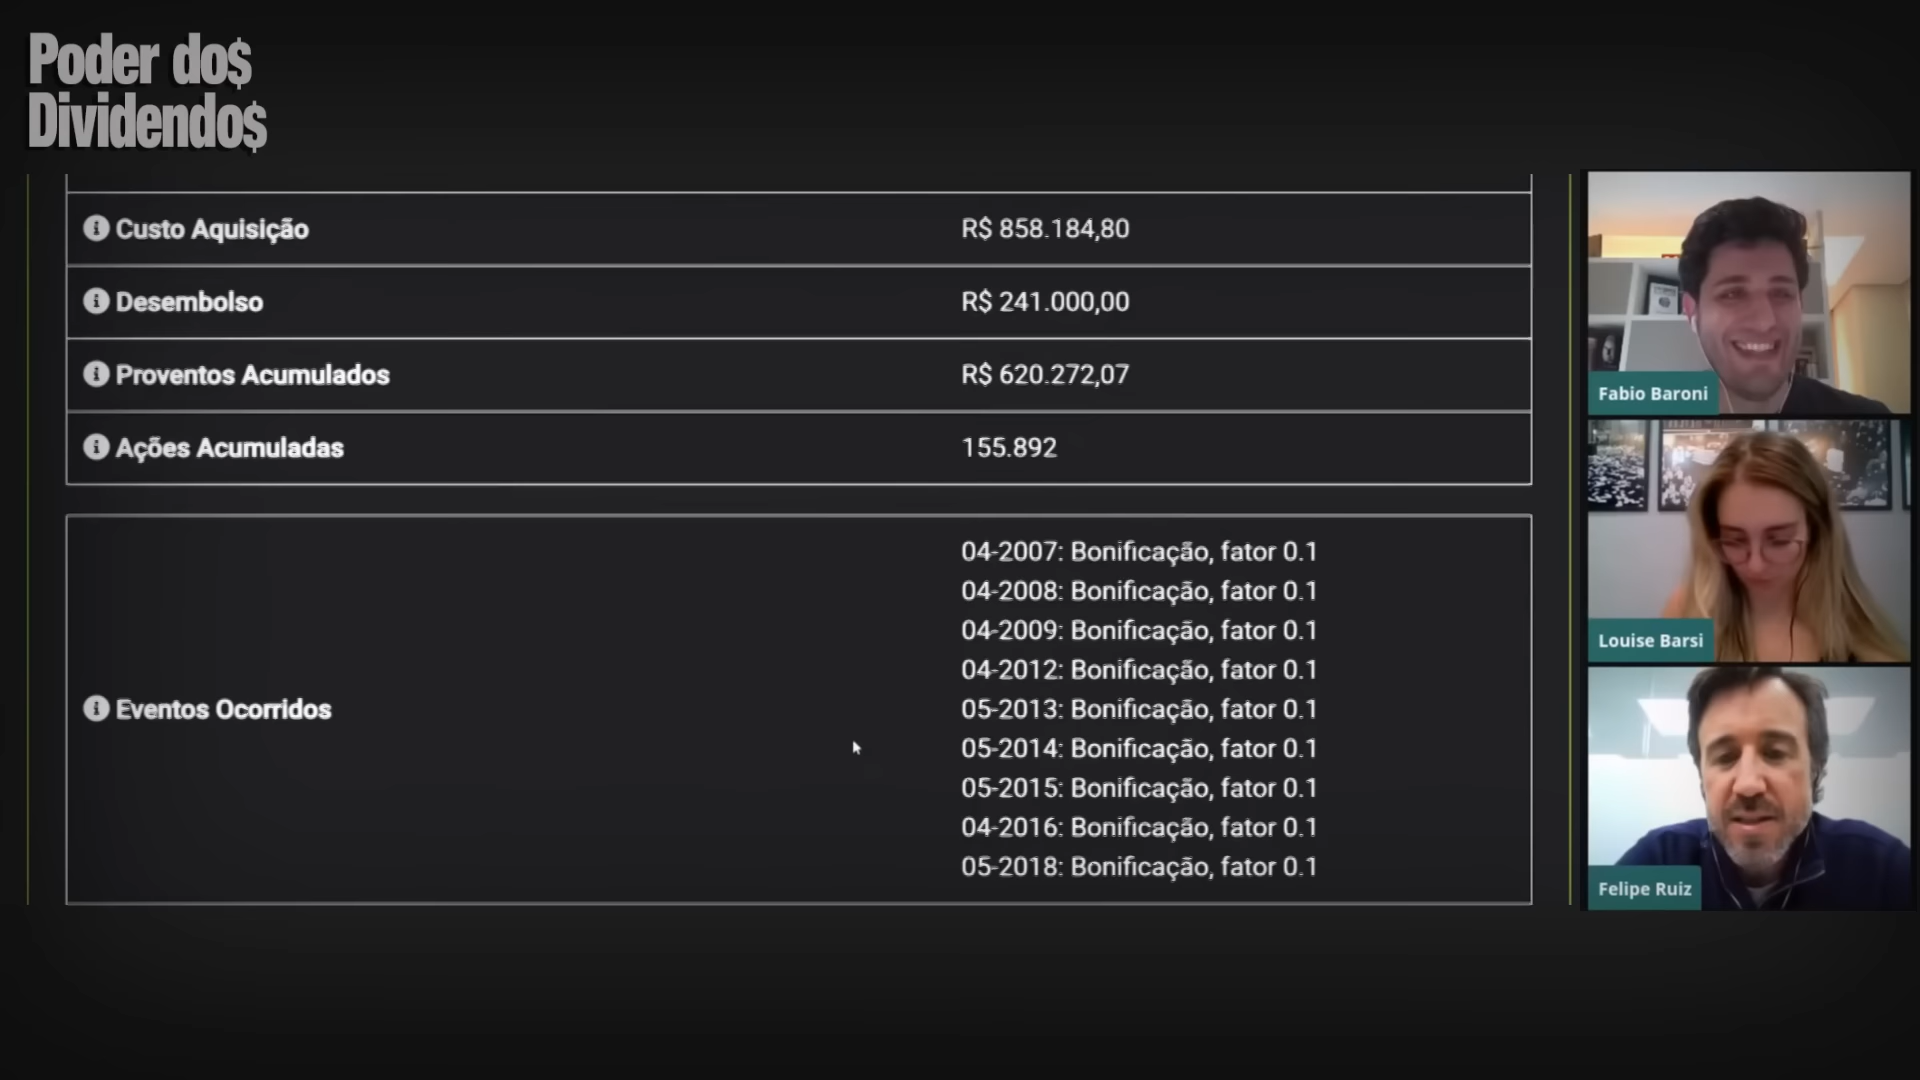 Poder do$
Dividendo$
Custo Aquisição R$ 858.184,80
Desembolso R$ 241.000,00
Proventos Acumulados R$ 620.272,07
Ações Acumuladas 155.892
04-2007: Bonificação, fator 0.1
04-2008: Bonificação, fator 0.1
04-2009: Bonificação, fator 0.1
04-2012: Bonificação, fator 0.1
Eventos Ocorridos 05-2013: Bonificação, fator 0.1
05-2014: Bonificação, fator 0.1
05-2015: Bonificação, fator 0.1
04-2016: Bonificação, fator 0.1
05-2018: Bonificação, fator 0.1
Fabio Baroni
Louise Barsi
Felipe Ruiz